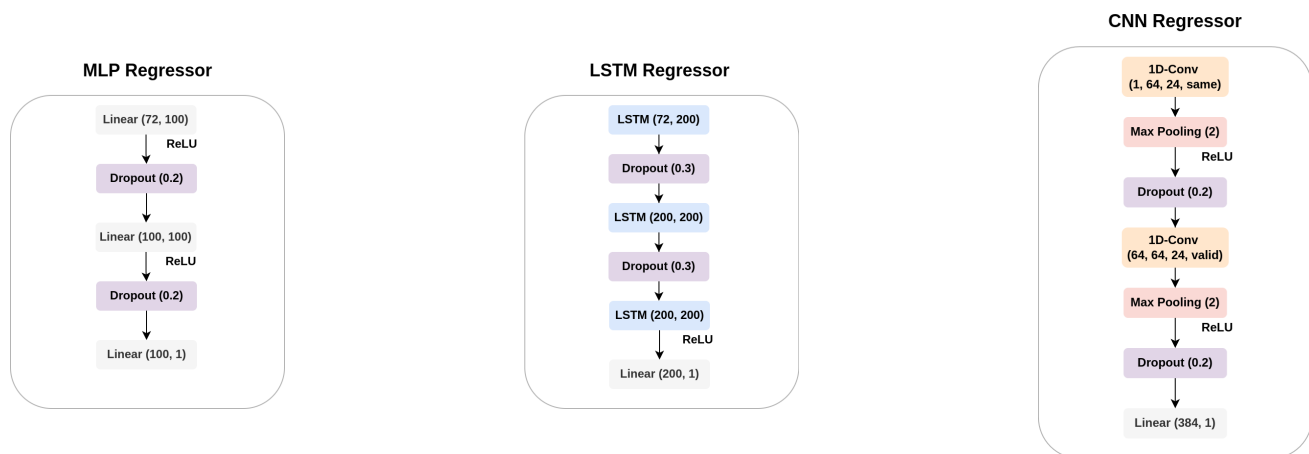 MLP Regressor
Linear (72, 100)
ReLU
Dropout (0.2)
Linear (100, 100)
ReLU
Dropout (0.2)
Linear (100, 1)
LSTM Regressor
LSTM (72, 200)
Dropout (0.3)
LSTM (200, 200)
Dropout (0.3)
LSTM (200, 200)
ReLU
Linear (200, 1)
CNN Regressor
1D-Conv
(1, 64, 24, same)
Max Pooling (2)
ReLU
Dropout (0.2)
1D-Conv
(64, 64, 24, valid)
Max Pooling (2)
ReLU
Dropout (0.2)
Linear (384, 1)